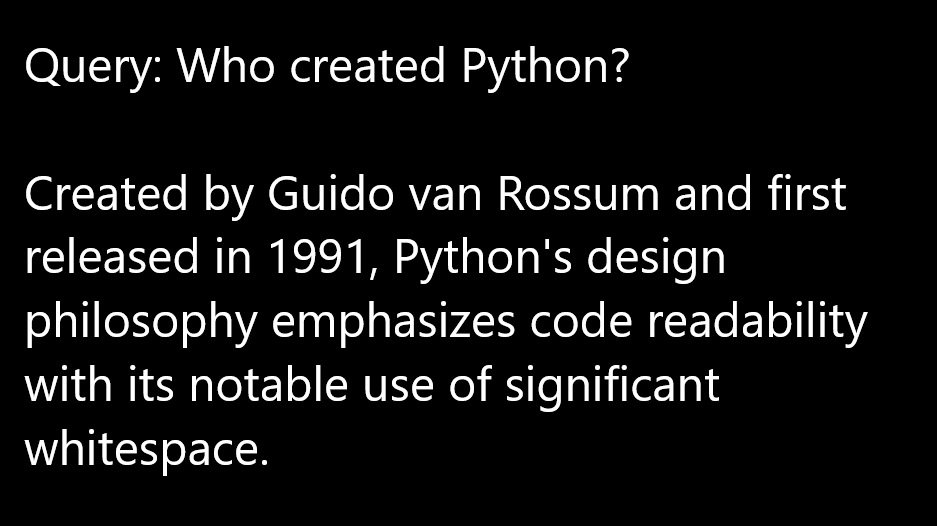 Query: Who created Python?
Created by Guido van Rossum and first
released in 1991, Python's design
philosophy emphasizes code readability
with its notable use of significant
whitespace.